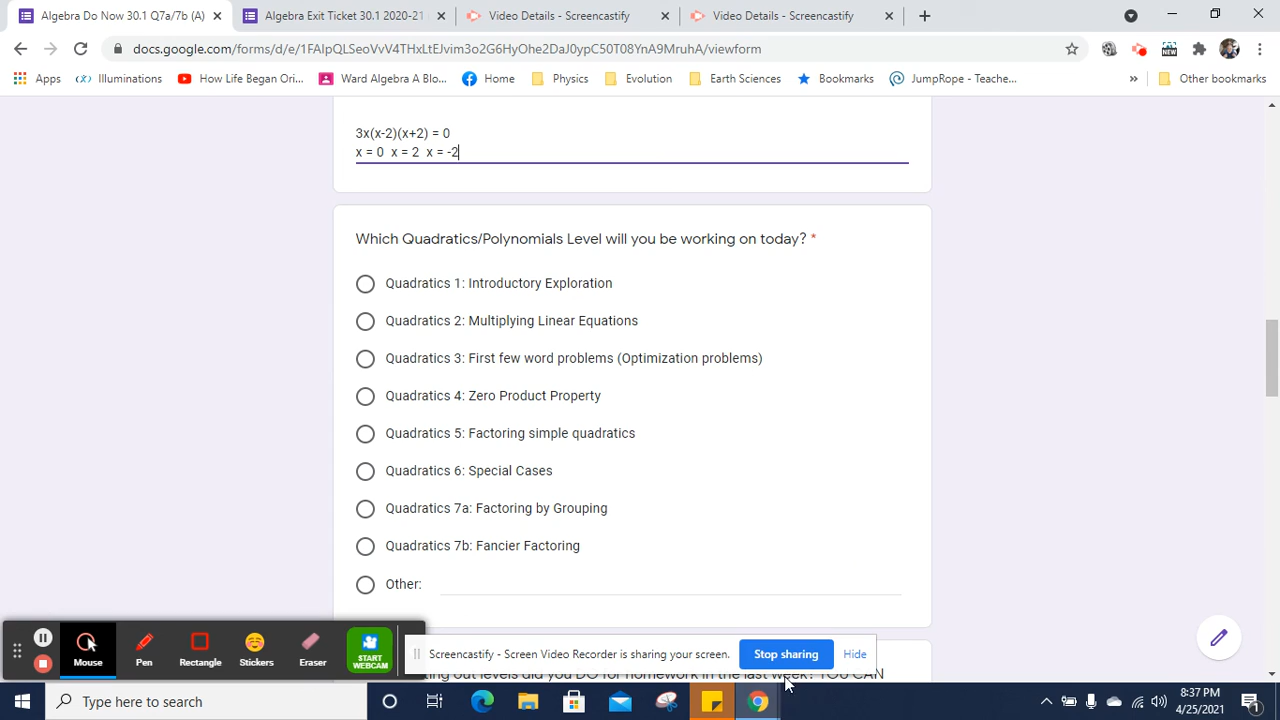 Algebra Do Now 30.1 Q7a/7b (A)
Algebra Exit Ticket 30.1 2020-21
Video Details - Screencastify
Video Details - Screencastify
docs.google.com/forms/d/e/1FAIpQLSeoVvV4THxLtEJvim3o2G6HyOhe2DaJ0ypC50T08YnA9MruhA/viewform
NEW
Apps
Illuminations
How Life Began Ori...
Ward Algebra A Blo...
Home
Physics
Evolution
Earth Sciences
Bookmarks
JumpRope - Teache...
»
Other bookmarks
3x(x-2)(x+2) = 0
x = 0 x = 2 x = -2
Which Quadratics/Polynomials Level will you be working on today? *
Quadratics 1: Introductory Exploration
Quadratics 2: Multiplying Linear Equations
Quadratics 3: First few word problems (Optimization problems)
Quadratics 4: Zero Product Property
Quadratics 5: Factoring simple quadratics
Quadratics 6: Special Cases
Quadratics 7a: Factoring by Grouping
Quadratics 7b: Fancier Factoring
Other:
Mouse
Pen
Rectangle
Stickers
Eraser
START
WEBCAM
Screencastify - Screen Video Recorder is sharing your screen.
Stop sharing
Hide
ting out levels did you DO for homework in the last week? YOU CAN
Type here to search
8:37 PM
4/25/2021
1